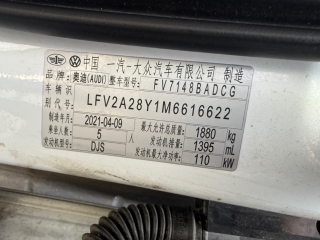 中国 一汽-大众汽车有限公司 制造
品牌: 奥迪(AUDI) 整车型号: FV7148BADCG
车辆识别代号 LFV2A28Y1M6616622
制造年月 2021-04-09 最大允许总质量 1880 kg
乘坐人数 5 人 发动机排量 1395 mL
发动机型号 DJS 发动机最大净功率 110 kW